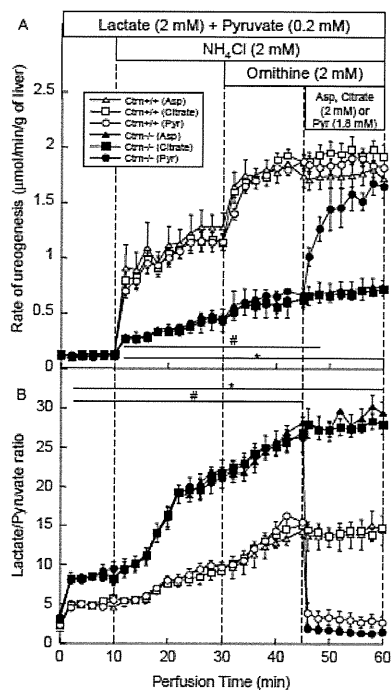 A
Lactate (2 mM) + Pyruvate (0.2 mM)
NH4Cl (2 mM)
Ornithine (2 mM)
Asp, Citrate
(2 mM) or
Pyr (1.8 mM)
Rate of ureogenesis (μmol/min/g of liver)
2.5
2
1.5
1
0.5
0
Ctrn+/+ (Asp)
Ctrn+/+ (Citrate)
Ctrn+/+ (Pyr)
Ctrn-/- (Asp)
Ctrn-/- (Citrate)
Ctrn-/- (Pyr)
#
*
B
*
#
Lactate/Pyruvate ratio
30
25
20
15
10
5
0
0 10 20 30 40 50 60
Perfusion Time (min)